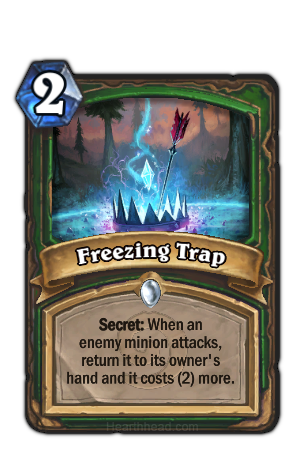 2
Freezing Trap
Secret: When an
enemy minion attacks,
return it to its owner's
hand and it costs (2) more.
Hearthhead.com